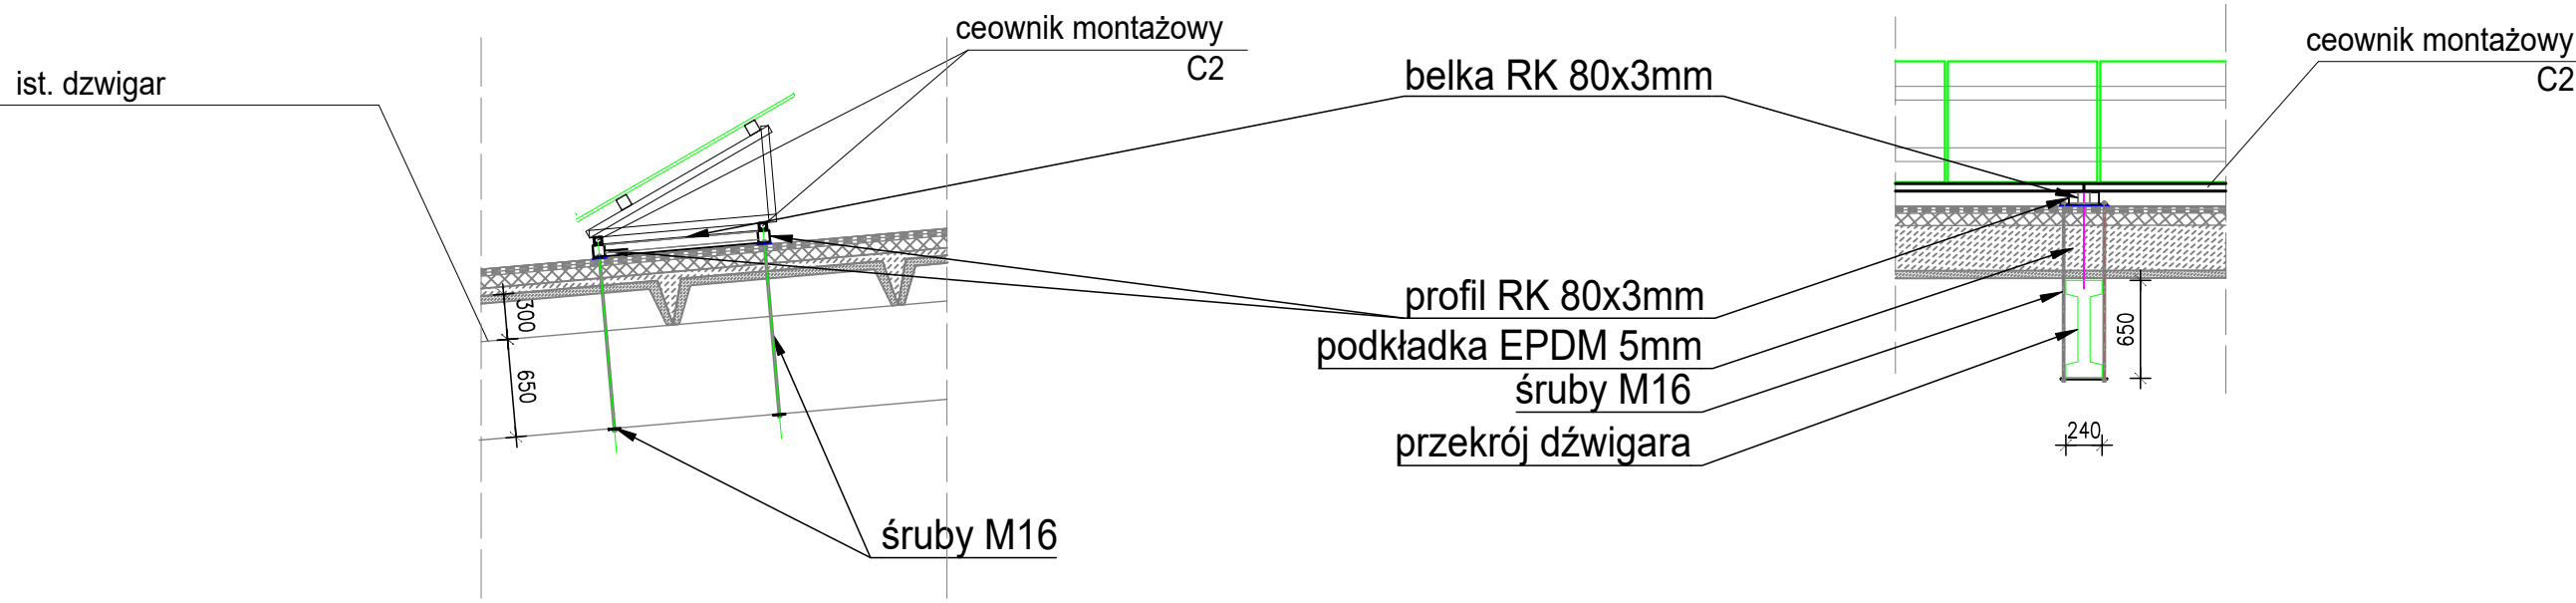 ist. dzwigar
ceownik montażowy
C2
belka RK 80x3mm
ceownik montażowy
C2
300
650
profil RK 80x3mm
podkładka EPDM 5mm
śruby M16
przekrój dźwigara
650
240
śruby M16